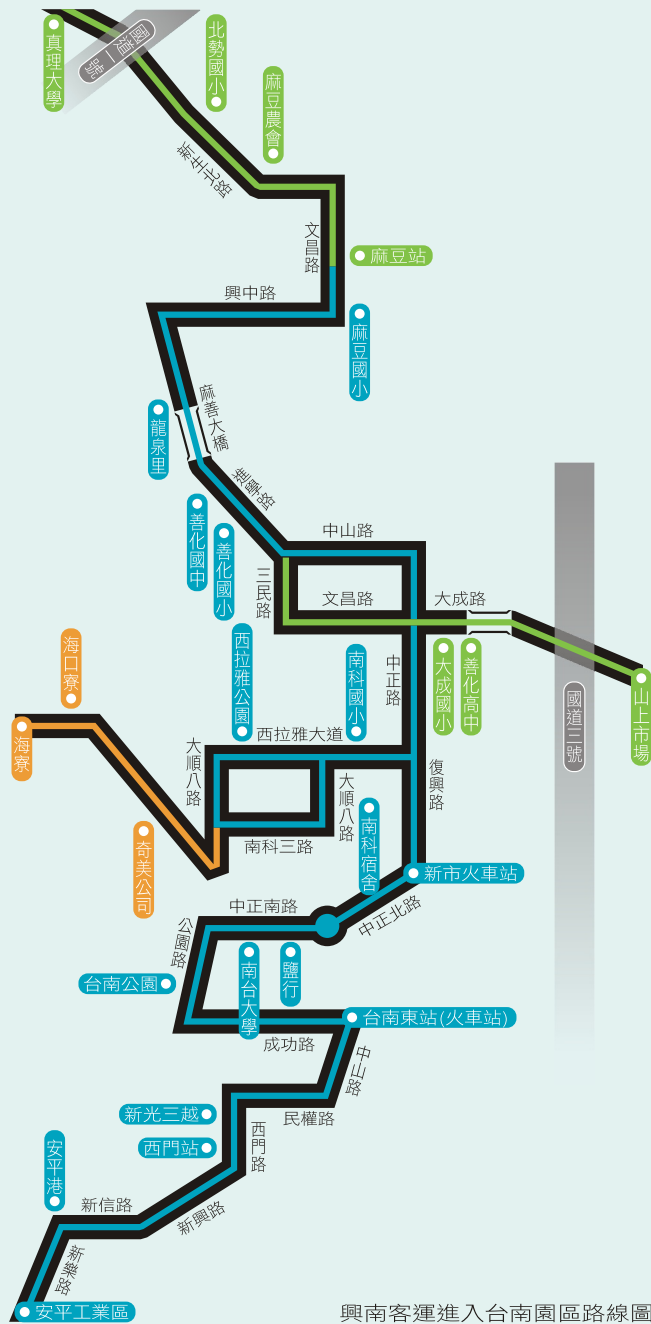 國道一號
真理大學
北勢國小
麻豆農會
新生北路
文昌路
麻豆站
興中路
麻豆國小
麻善大橋
龍泉里
進學路
善化國中
善化國小
中山路
三民路
文昌路
大成路
西拉雅公園
南科國小
中正路
大成國小
善化高中
山上市場
國道三號
海口寮
海寮
西拉雅大道
大順八路
大順八路
復興路
奇美公司
南科三路
南科宿舍
新市火車站
中正南路
中正北路
公園路
台南公園
南台大學
鹽行
台南東站(火車站)
成功路
中山路
新光三越
民權路
西門站
西門路
安平港
新信路
新興路
新樂路
安平工業區
興南客運進入台南園區路線圖